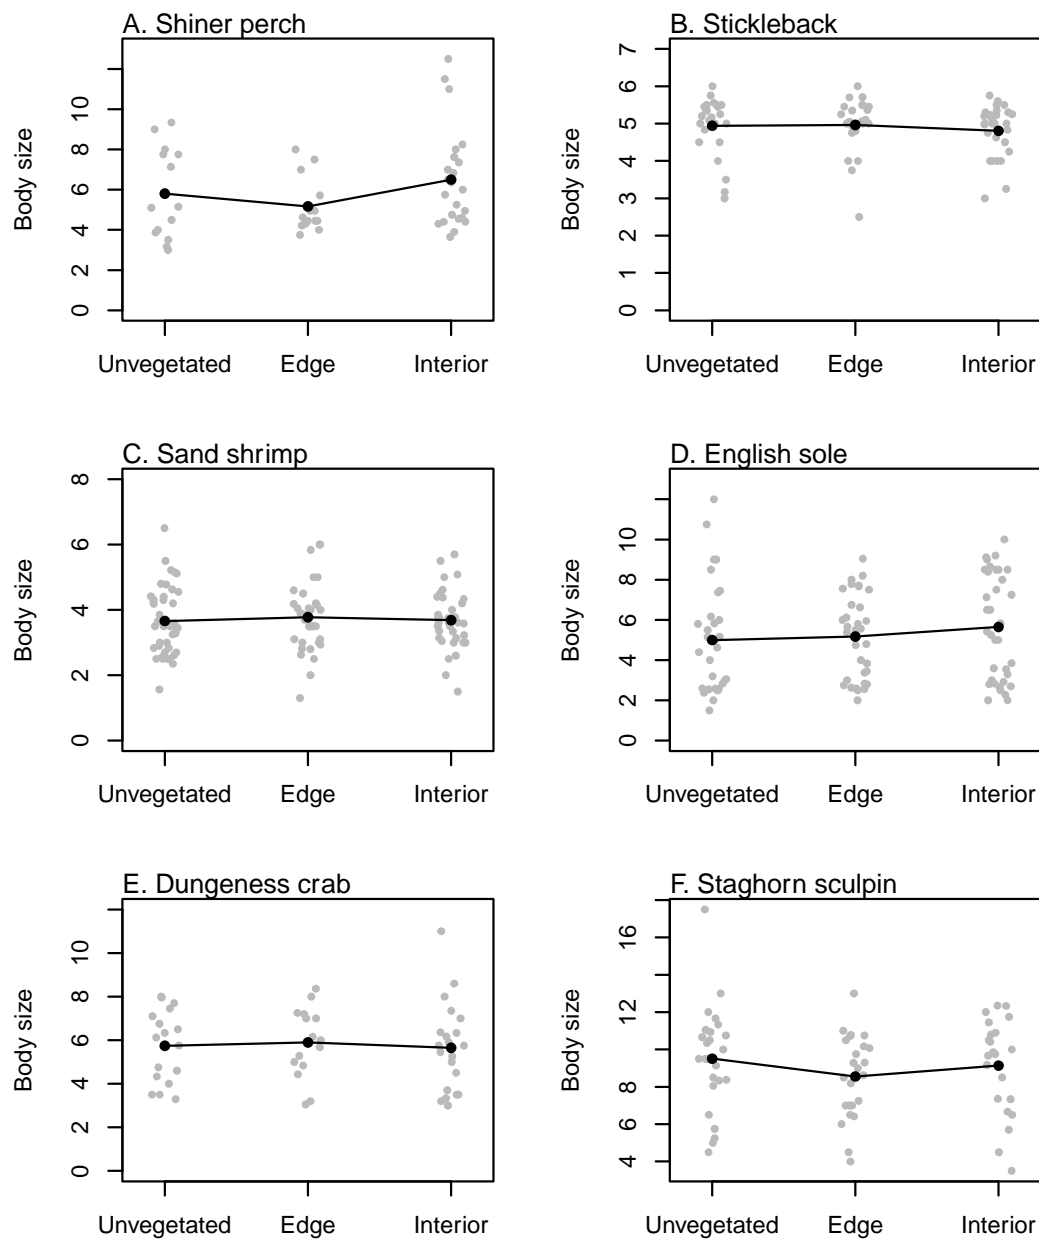 A. Shiner perch
Body size
0 2 4 6 8 10
Unvegetated Edge Interior
B. Stickleback
Body size
0 1 2 3 4 5 6 7
Unvegetated Edge Interior
C. Sand shrimp
Body size
0 2 4 6 8
Unvegetated Edge Interior
D. English sole
Body size
0 2 4 6 8 10
Unvegetated Edge Interior
E. Dungeness crab
Body size
0 2 4 6 8 10
Unvegetated Edge Interior
F. Staghorn sculpin
Body size
4 6 8 12 16
Unvegetated Edge Interior